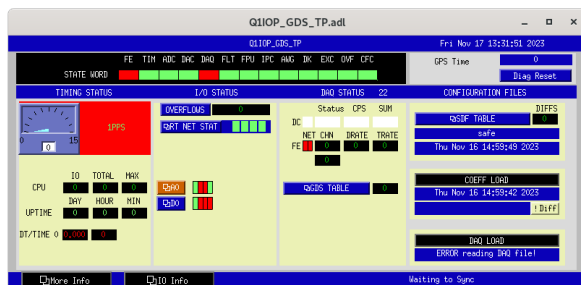 Q1IOP_GDS_TP.adl
Q1IOP_GDS_TP Fri Nov 17 13:31:51 2023
FE TIM ADC DAC DAQ FLT FPU IPC AWG DK EXC OVF CFC
STATE WORD
GPS Time 0
Diag Reset
TIMING STATUS I/O STATUS DAQ STATUS 22 CONFIGURATION FILES
1PPS
0 15
0
OVERFLOWS 0
RT NET STAT
Status CPS SUM
DC
NET CHN DRATE TRATE
FE 0 0 0
0
DIFFS
SDF TABLE 0
safe
Thu Nov 16 14:59:49 2023
IO TOTAL MAX
CPU 0 0 0
DAY HOUR MIN
UPTIME 0 0 0
DT/TIME 0 0.000 0
AO
DO
GDS TABLE 0
COEFF LOAD
Thu Nov 16 14:59:42 2023
!Diff
DAQ LOAD
ERROR reading DAQ file!
More Info IO Info Waiting to Sync